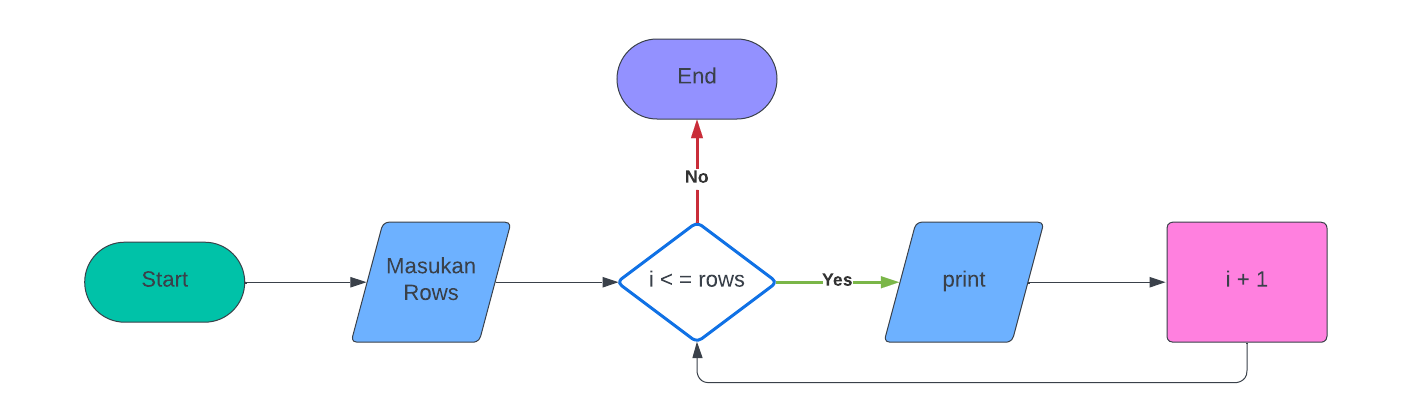 End
No
Start
Masukan
Rows
i < = rows
Yes
print
i + 1